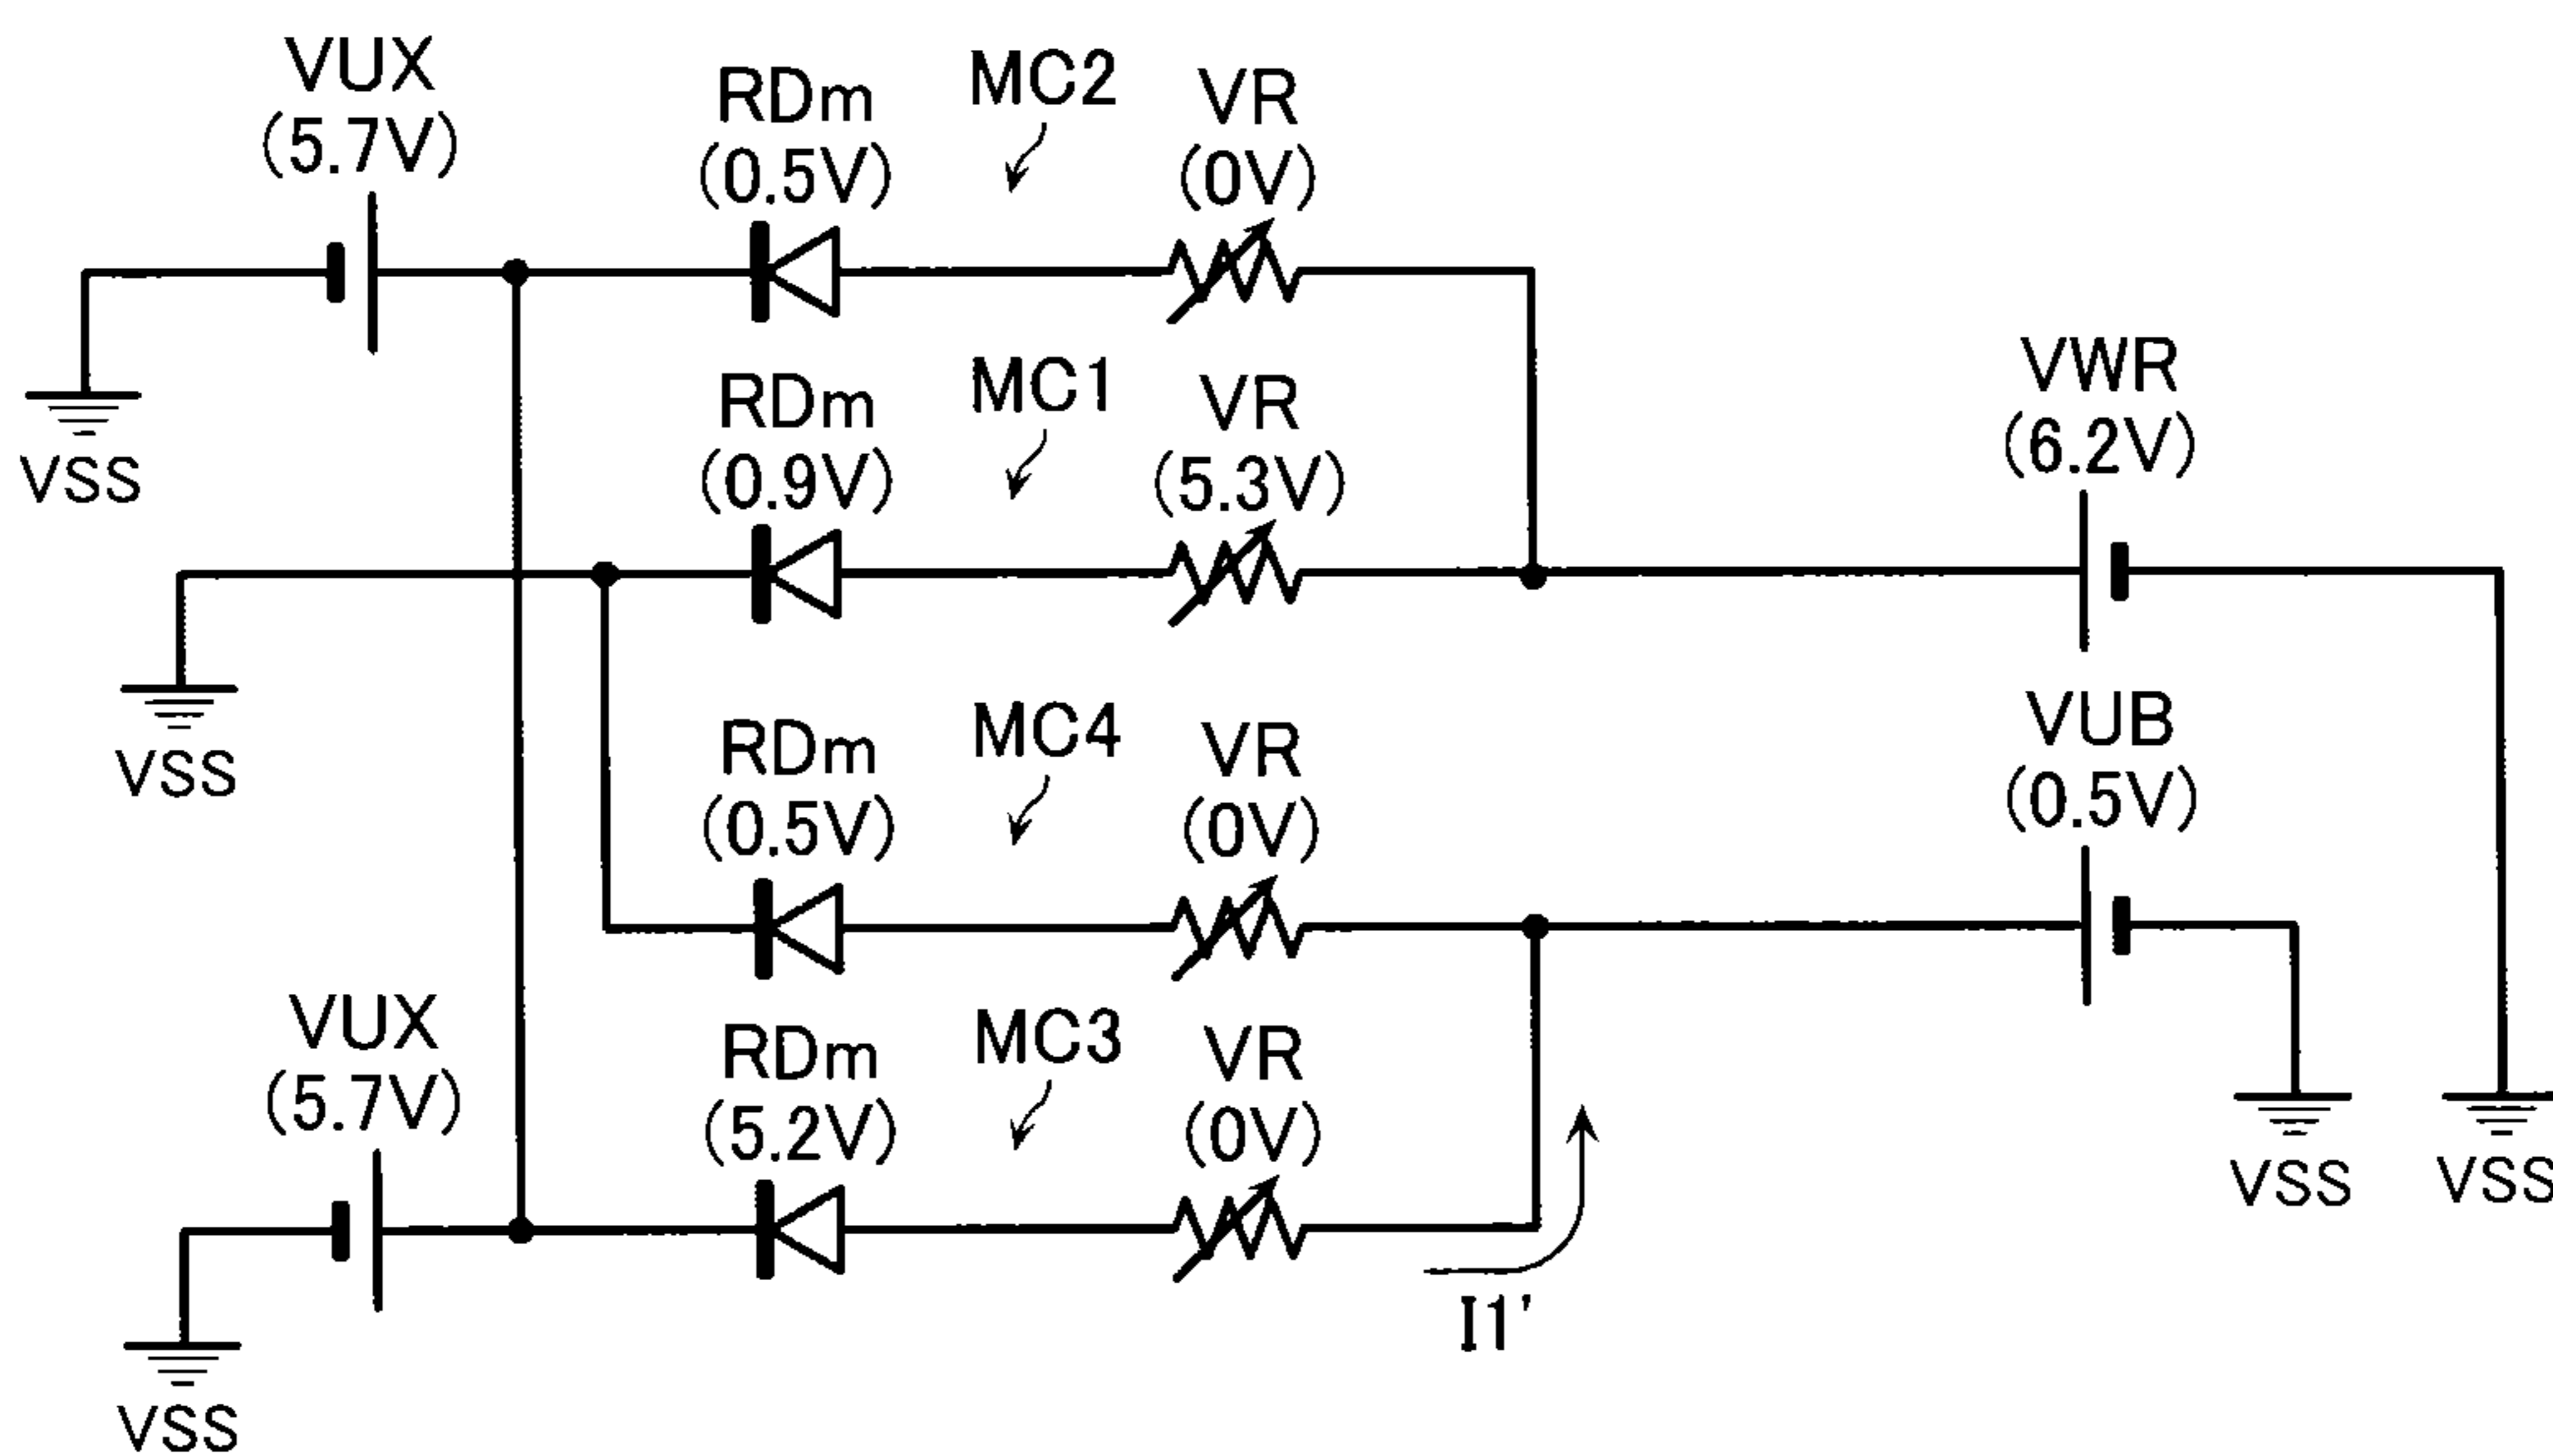 VUX
(5.7V)
RDm
(0.5V)
MC2
VR
(0V)
VSS
RDm
(0.9V)
MC1
VR
(5.3V)
VWR
(6.2V)
VSS
RDm
(0.5V)
MC4
VR
(0V)
VUB
(0.5V)
VUX
(5.7V)
RDm
(5.2V)
MC3
VR
(0V)
VSS
VSS
I1'
VSS